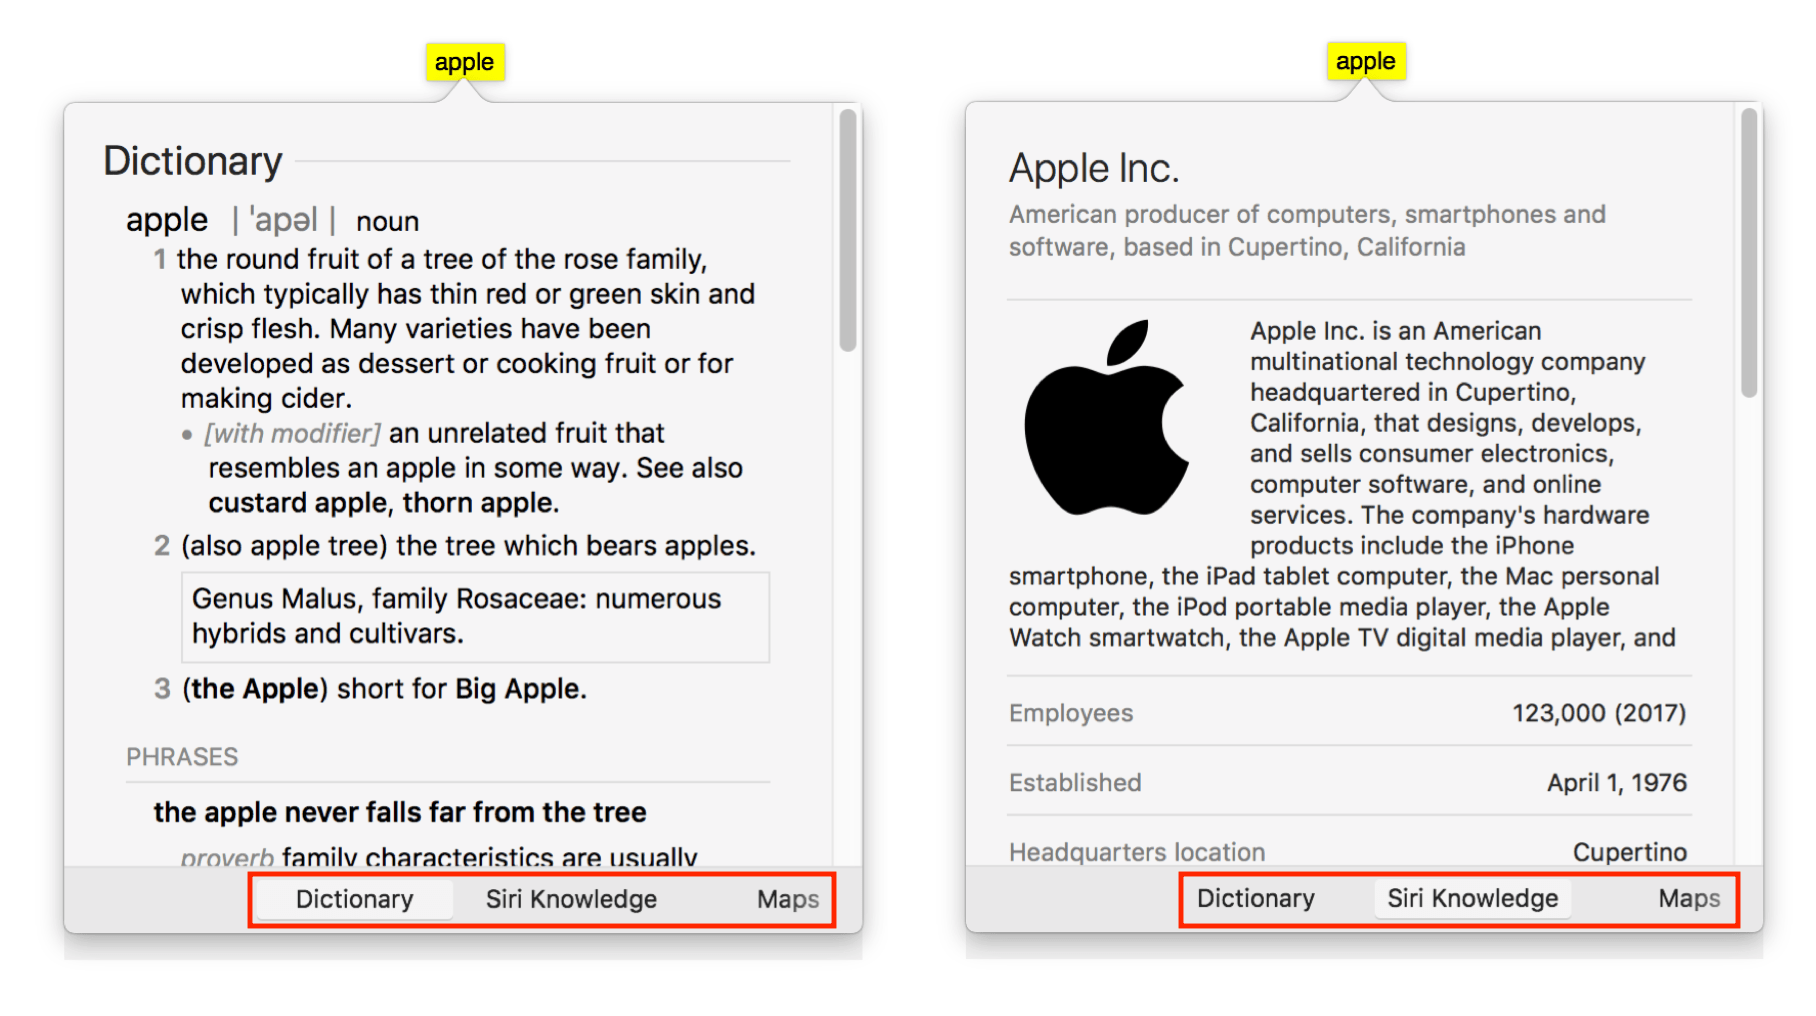 apple
Dictionary
apple | ˈapəl | noun
1 the round fruit of a tree of the rose family,
which typically has thin red or green skin and
crisp flesh. Many varieties have been
developed as dessert or cooking fruit or for
making cider.
• [with modifier] an unrelated fruit that
resembles an apple in some way. See also
custard apple, thorn apple.
2 (also apple tree) the tree which bears apples.
Genus Malus, family Rosaceae: numerous
hybrids and cultivars.
3 (the Apple) short for Big Apple.
PHRASES
the apple never falls far from the tree
proverb family characteristics are usually
Dictionary Siri Knowledge Maps
apple
Apple Inc.
American producer of computers, smartphones and
software, based in Cupertino, California
Apple Inc. is an American
multinational technology company
headquartered in Cupertino,
California, that designs, develops,
and sells consumer electronics,
computer software, and online
services. The company's hardware
products include the iPhone
smartphone, the iPad tablet computer, the Mac personal
computer, the iPod portable media player, the Apple
Watch smartwatch, the Apple TV digital media player, and
Employees 123,000 (2017)
Established April 1, 1976
Headquarters location Cupertino
Dictionary Siri Knowledge Maps